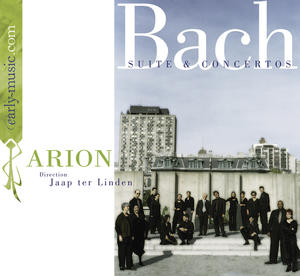 early-music.com
Bach
SUITE & CONCERTOS
ARION
Direction
Jaap ter Linden